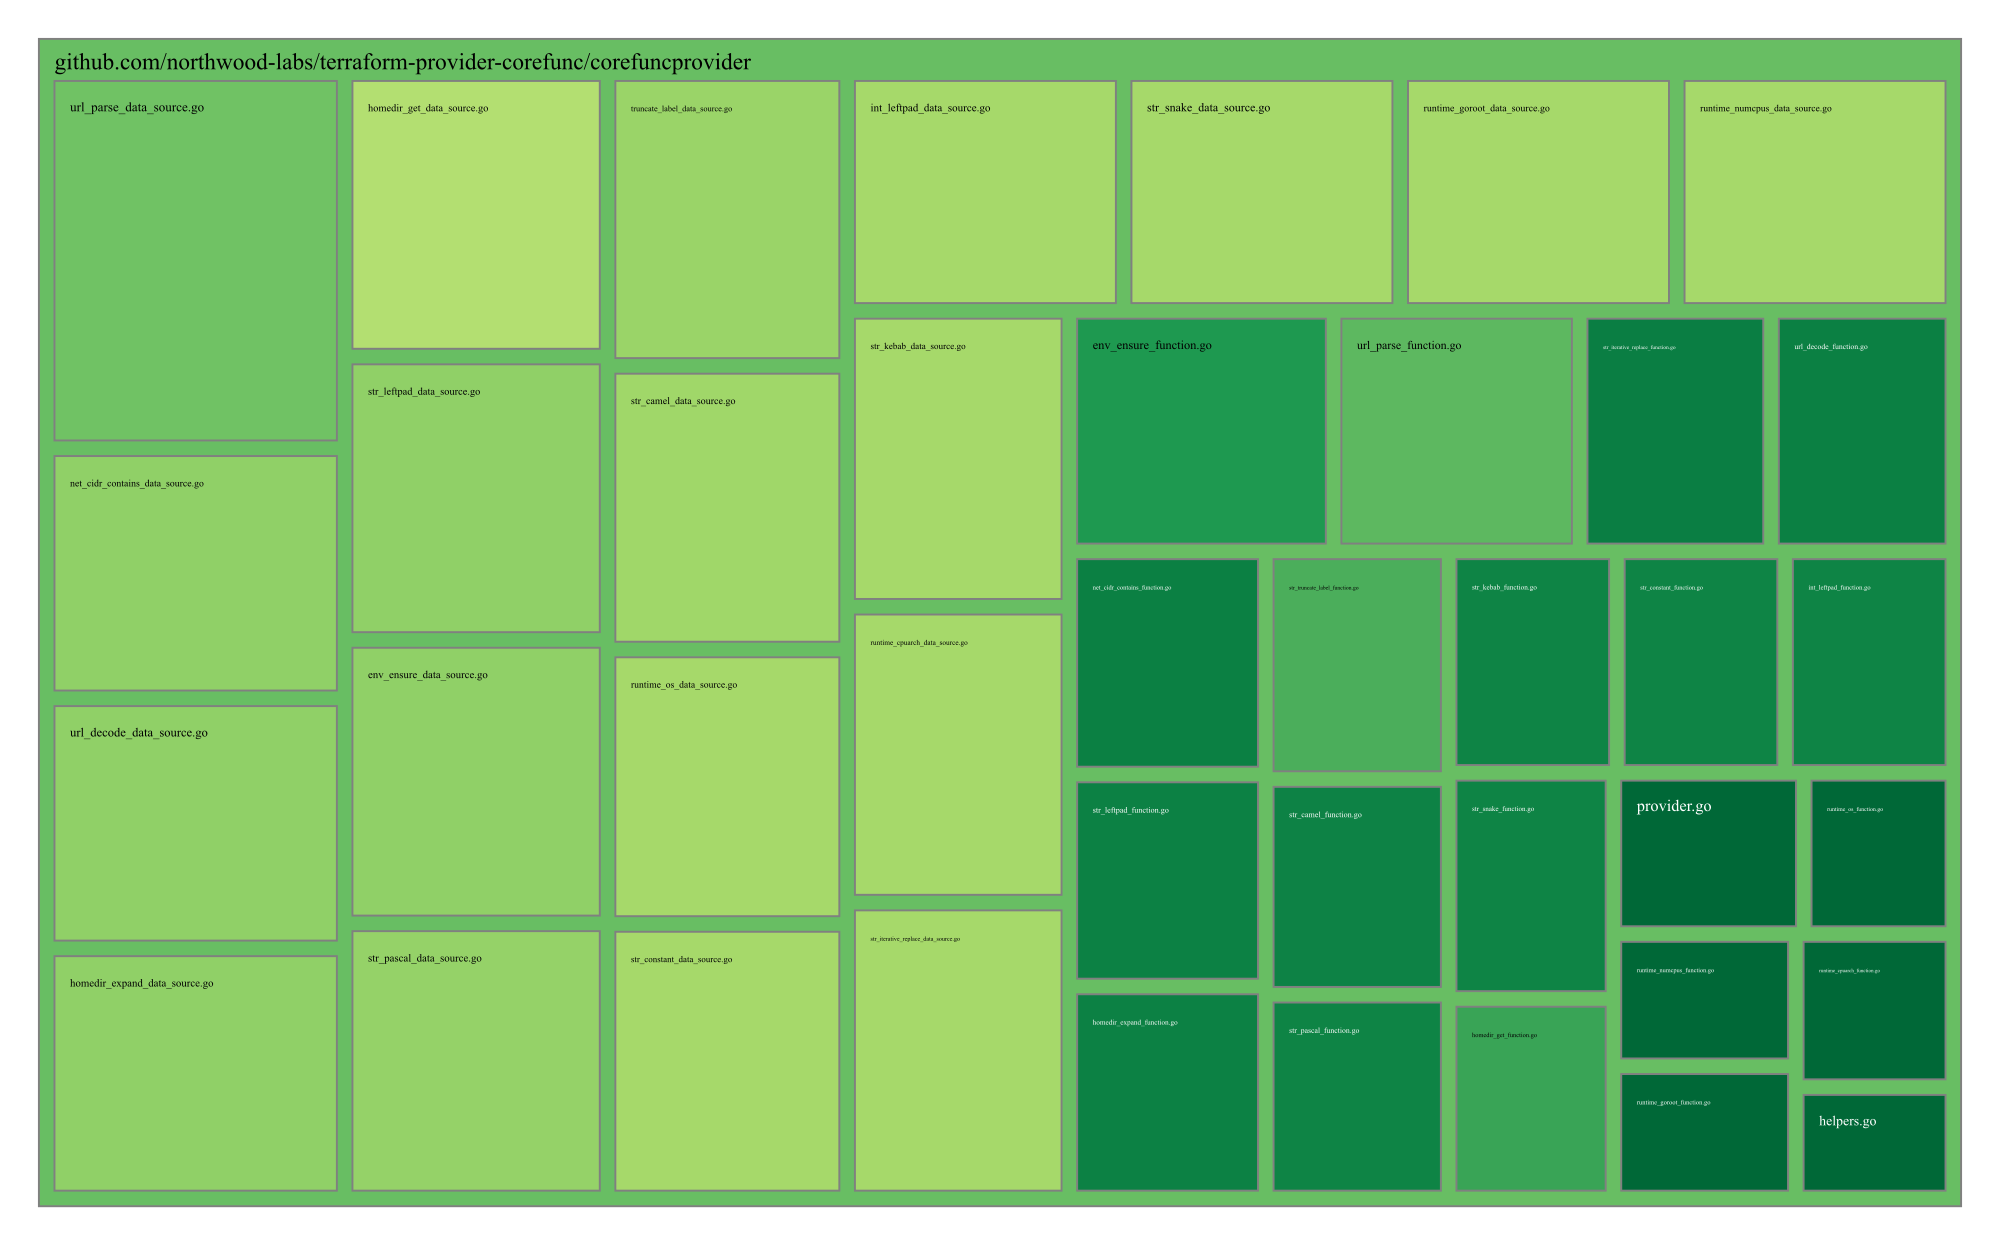 github.com/northwood-labs/terraform-provider-corefunc/corefuncprovider
url_parse_data_source.go
homedir_get_data_source.go
truncate_label_data_source.go
int_leftpad_data_source.go
str_snake_data_source.go
runtime_goroot_data_source.go
runtime_numcpus_data_source.go
str_kebab_data_source.go
env_ensure_function.go
url_parse_function.go
str_iterative_replace_function.go
url_decode_function.go
str_leftpad_data_source.go
str_camel_data_source.go
net_cidr_contains_data_source.go
net_cidr_contains_function.go
str_truncate_label_function.go
str_kebab_function.go
str_constant_function.go
int_leftpad_function.go
runtime_cpuarch_data_source.go
env_ensure_data_source.go
runtime_os_data_source.go
url_decode_data_source.go
str_leftpad_function.go
str_camel_function.go
str_snake_function.go
provider.go
runtime_os_function.go
str_iterative_replace_data_source.go
str_pascal_data_source.go
str_constant_data_source.go
runtime_numcpus_function.go
runtime_cpuarch_function.go
homedir_expand_data_source.go
homedir_expand_function.go
str_pascal_function.go
homedir_get_function.go
runtime_goroot_function.go
helpers.go